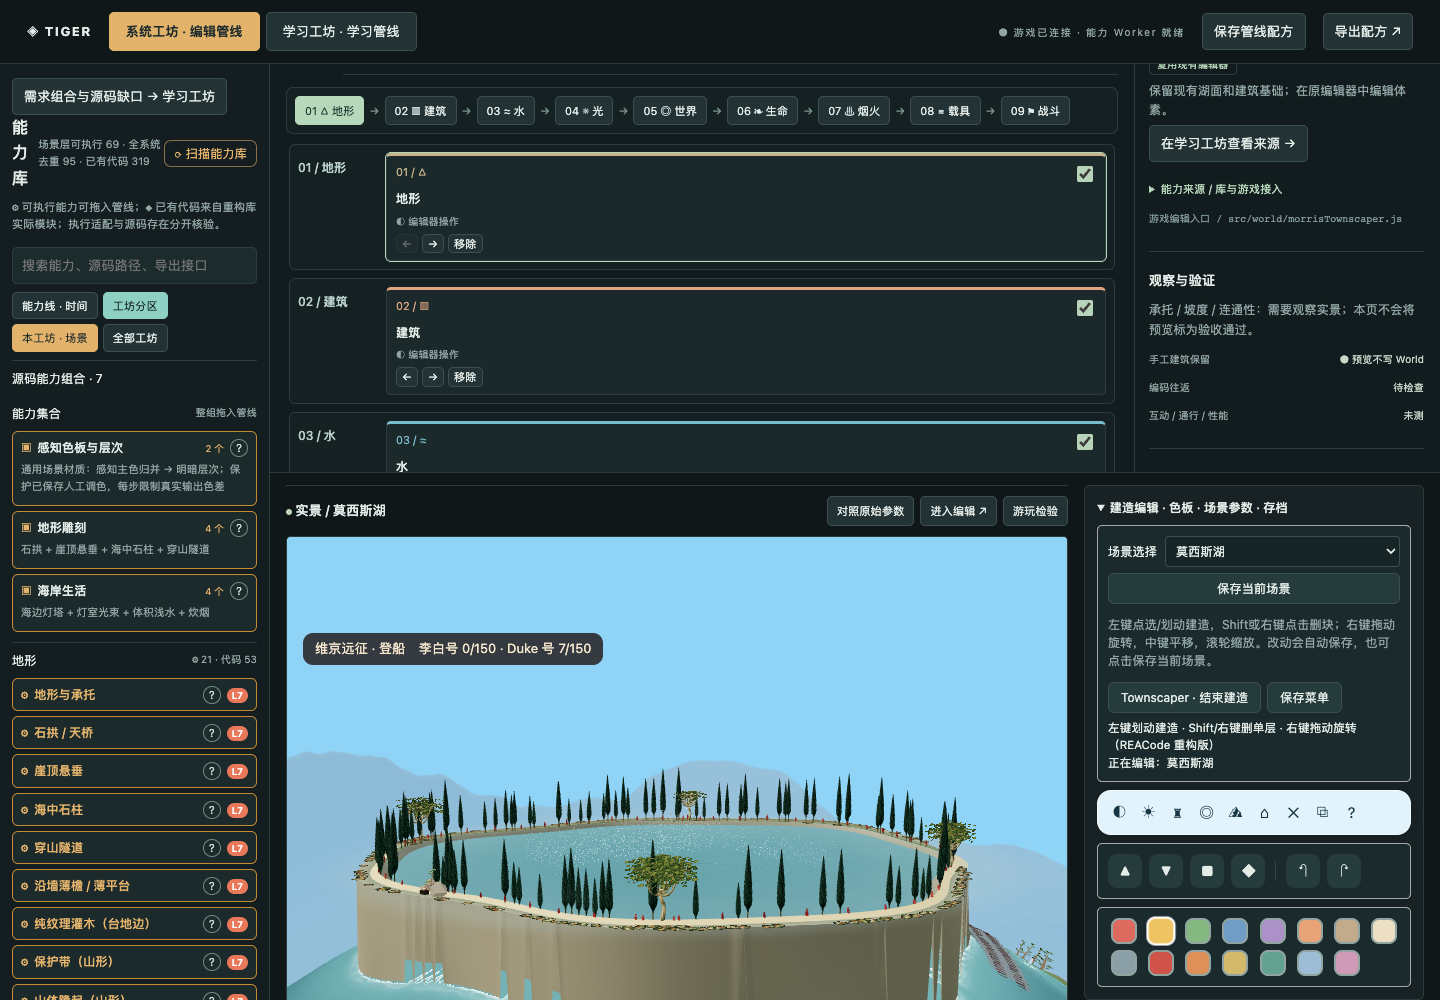 ◈ TIGER
系统工坊 · 编辑管线
学习工坊 · 学习管线
游戏已连接 · 能力 Worker 就绪
保存管线配方
导出配方 ↗
需求组合与源码缺口 → 学习工坊
能力库
场景层可执行 69 · 全系统去重 95 · 已有代码 319
⟳ 扫描能力库
⚙ 可执行能力可拖入管线；◆ 已有代码来自重构库
实际模块；执行适配与源码存在分开核验。
搜索能力、源码路径、导出接口
能力线 · 时间
工坊分区
本工坊 · 场景
全部工坊
源码能力组合 · 7
能力集合
整组拖入管线
感知色板与层次
2 个 ?
通用场景材质：感知主色归并 → 明暗层次；保
护已保存人工调色，每步限制真实输出色差
地形雕刻
4 个 ?
石拱 + 崖顶悬垂 + 海中石柱 + 穿山隧道
海岸生活
4 个 ?
海边灯塔 + 灯室光束 + 体积浅水 + 炊烟
地形
⚙ 21 · 代码 53
⚙ 地形与承托 ? L7
⚙ 石拱 / 天桥 ? L7
⚙ 崖顶悬垂 ? L7
⚙ 海中石柱 ? L7
⚙ 穿山隧道 ? L7
⚙ 沿墙薄檐 / 薄平台 ? L7
⚙ 纯纹理灌木（台地边） ? L7
⚙ 保护带（山形） ? L7
⚙ 山体隆起（山形） ? L7
01 △ 地形 → 02 ▥ 建筑 → 03 ≈ 水 → 04 ☀ 光 → 05 ◎ 世界 → 06 ❧ 生命 → 07 ♨ 烟火 → 08 ≈ 载具 → 09 ⚑ 战斗
01 / 地形
01 / △
地形
◐ 编辑器操作
← → 移除
02 / 建筑
02 / ▥
建筑
◐ 编辑器操作
← → 移除
03 / 水
03 / ≈
水
复用现有编辑器
保留现有湖面和建筑基础；在原编辑器中编辑体
素。
在学习工坊查看来源 →
▶ 能力来源 / 库与游戏接入
游戏编辑入口 / src/world/morrisTownscaper.js
观察与验证
承托 / 坡度 / 连通性：需要观察实景；本页不会将
预览标为验收通过。
手工建筑保留
● 预览不写 World
编码往返
待检查
互动 / 通行 / 性能
未测
实景 / 莫西斯湖
对照原始参数
进入编辑 ↗
游玩检验
维京远征 · 登船 李白号 0/150 · Duke 号 7/150
▼ 建造编辑 · 色板 · 场景参数 · 存档
场景选择
莫西斯湖
保存当前场景
左键点选/划动建造，Shift或右键点击删块；右键拖动
旋转，中键平移，滚轮缩放。改动会自动保存，也可
点击保存当前场景。
Townscaper · 结束建造
保存菜单
左键划动建造 · Shift/右键删单层 · 右键拖动旋转
（REACode 重构版）
正在编辑：莫西斯湖
?